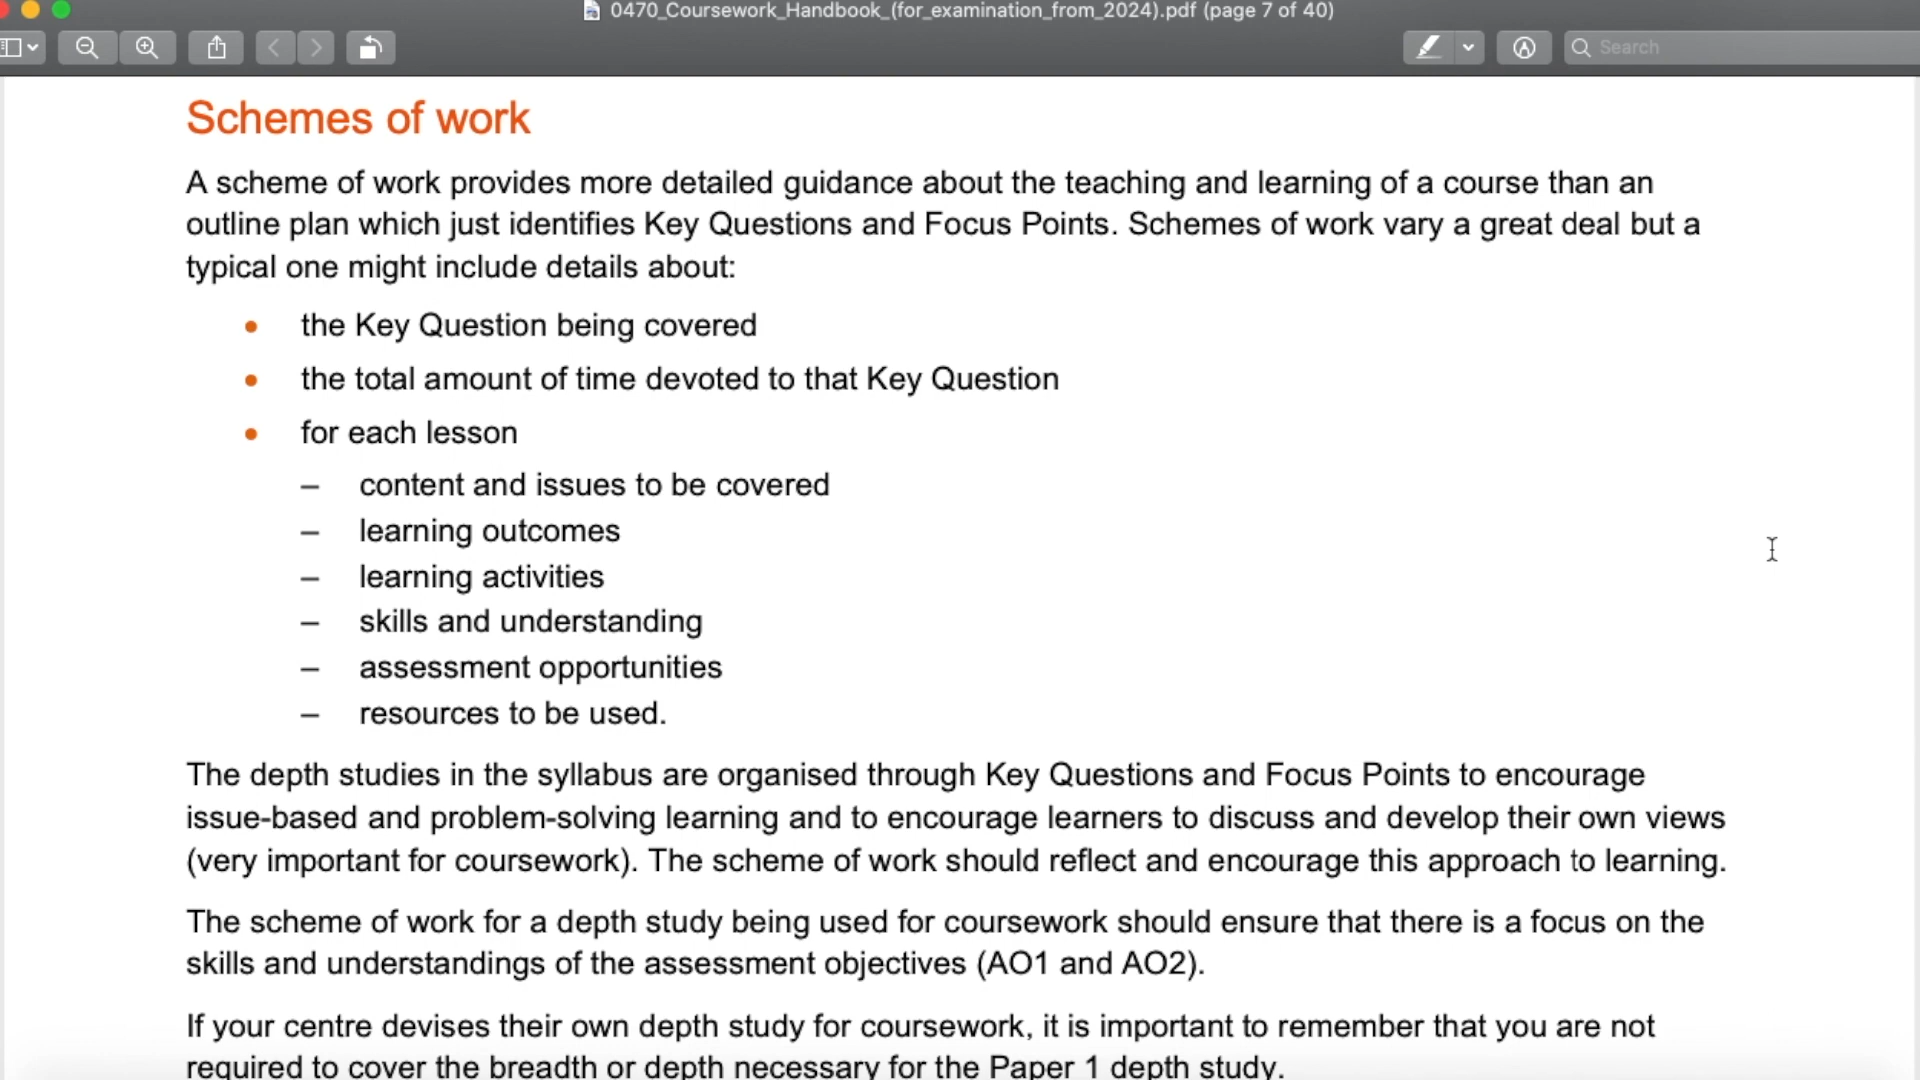 0470_Coursework_Handbook_(for_examination_from_2024).pdf (page 7 of 40)
Search
Schemes of work
A scheme of work provides more detailed guidance about the teaching and learning of a course than an
outline plan which just identifies Key Questions and Focus Points. Schemes of work vary a great deal but a
typical one might include details about:
• the Key Question being covered
• the total amount of time devoted to that Key Question
• for each lesson
– content and issues to be covered
– learning outcomes
– learning activities
– skills and understanding
– assessment opportunities
– resources to be used.
The depth studies in the syllabus are organised through Key Questions and Focus Points to encourage
issue-based and problem-solving learning and to encourage learners to discuss and develop their own views
(very important for coursework). The scheme of work should reflect and encourage this approach to learning.
The scheme of work for a depth study being used for coursework should ensure that there is a focus on the
skills and understandings of the assessment objectives (AO1 and AO2).
If your centre devises their own depth study for coursework, it is important to remember that you are not
required to cover the breadth or depth necessary for the Paper 1 depth study.